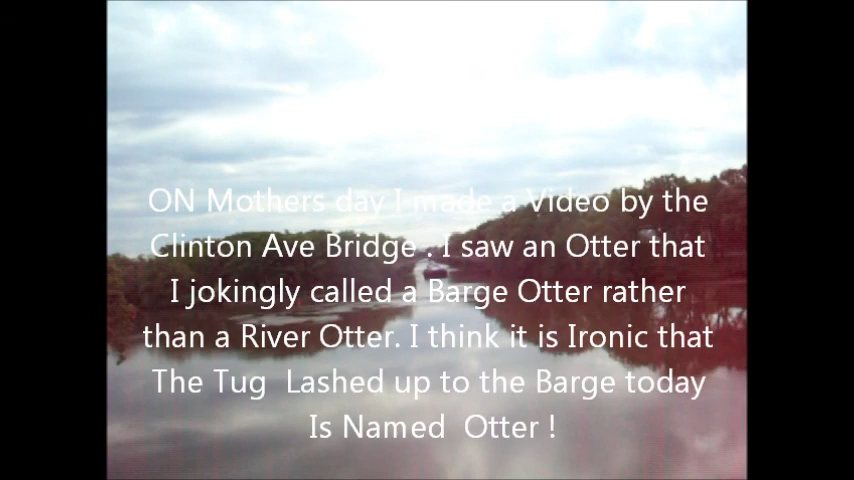 ON Mothers day I made a Video by the
Clinton Ave Bridge . I saw an Otter that
I jokingly called a Barge Otter rather
than a River Otter. I think it is Ironic that
The Tug  Lashed up to the Barge today
Is Named  Otter !